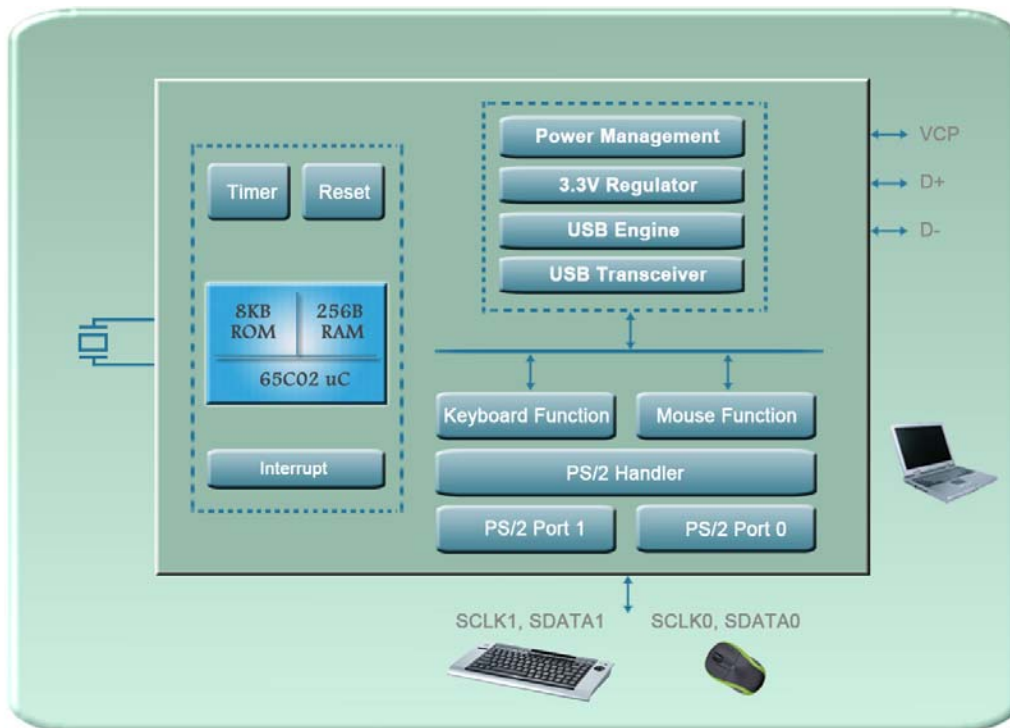 Power Management
VCP
Timer
Reset
3.3V Regulator
D+
USB Engine
D-
USB Transceiver
8KB
ROM
256B
RAM
65C02 uC
Keyboard Function
Mouse Function
Interrupt
PS/2 Handler
PS/2 Port 1
PS/2 Port 0
SCLK1, SDATA1
SCLK0, SDATA0